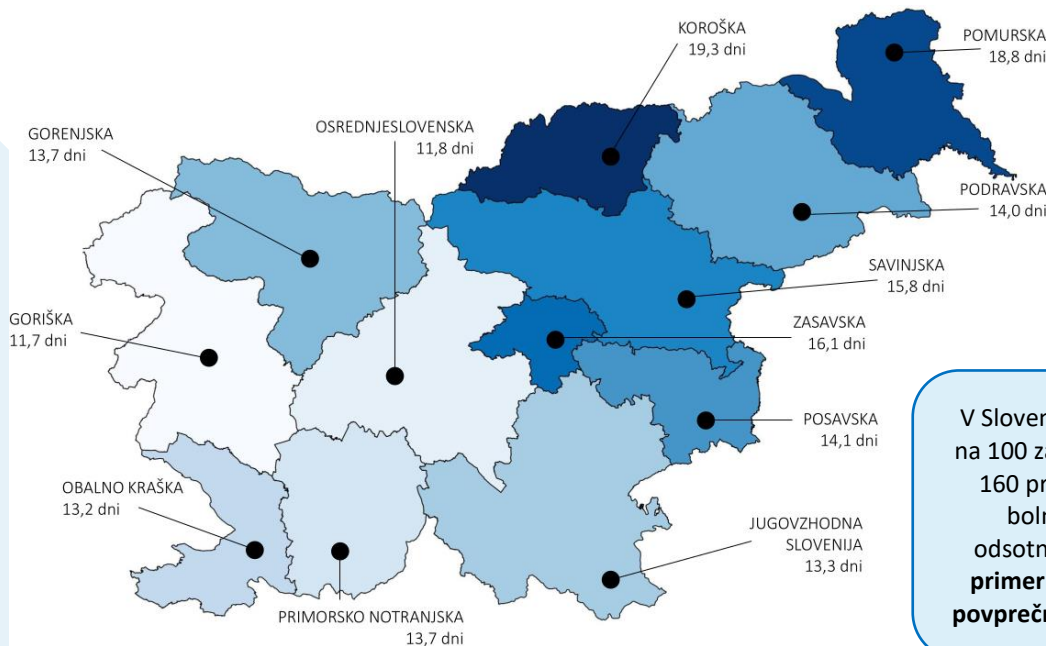 KOROŠKA
19,3 dni
POMURSKA
18,8 dni
OSREDNJESLOVENSKA
11,8 dni
GORENJSKA
13,7 dni
PODRAVSKA
14,0 dni
SAVINJSKA
15,8 dni
GORIŠKA
11,7 dni
ZASAVSKA
16,1 dni
POSAVSKA
14,1 dni
OBALNO KRAŠKA
13,2 dni
JUGOVZHODNA
SLOVENIJA
13,3 dni
PRIMORSKO NOTRANJSKA
13,7 dni
V Sloven
na 100 za
160 pr
boln
odsotn
primer
povpreč